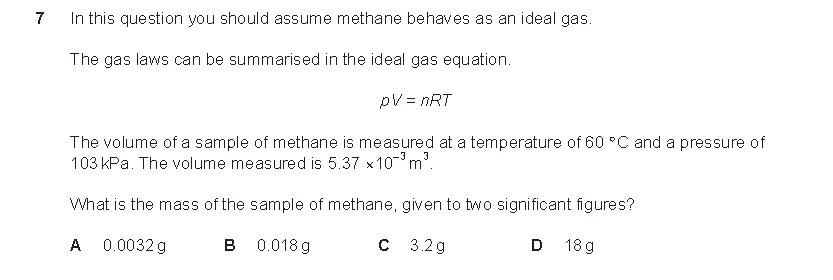 7 In this question you should assume methane behaves as an ideal gas.
The gas laws can be summarised in the ideal gas equation.
pV = nRT
The volume of a sample of methane is measured at a temperature of 60 °C and a pressure of
103 kPa. The volume measured is 5.37 ×10⁻³ m³.
What is the mass of the sample of methane, given to two significant figures?
A 0.0032 g B 0.018 g C 3.2 g D 18 g